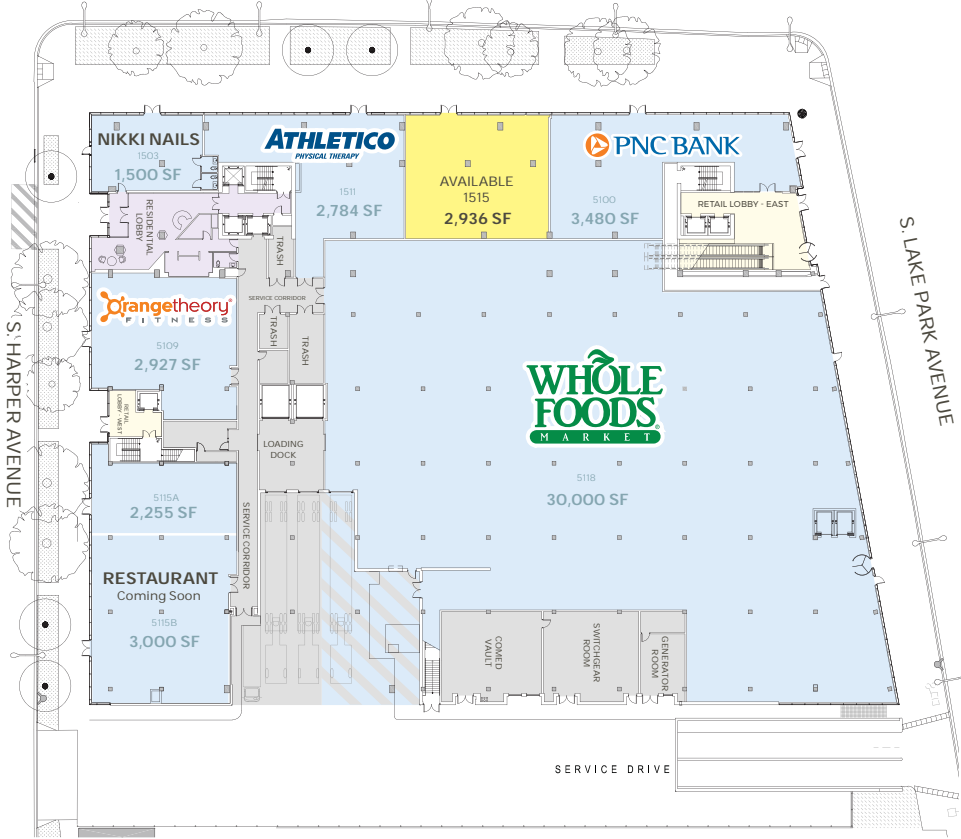 NIKKI NAILS
1503
1,500 SF
ATHLETICO
PHYSICAL THERAPY
1511
2,784 SF
AVAILABLE
1515
2,936 SF
PNC BANK
5100
3,480 SF
RETAIL LOBBY - EAST
RESIDENTIAL
LOBBY
TRASH
SERVICE CORRIDOR
TRASH
TRASH
Orangetheory®
FITNESS
5109
2,927 SF
RETAIL
LOBBY - WEST
LOADING
DOCK
WHOLE
FOODS
MARKET
5118
30,000 SF
5115A
2,255 SF
SERVICE CORRIDOR
RESTAURANT
Coming Soon
5115B
3,000 SF
COMED
VAULT
SWITCHGEAR
ROOM
GENERATOR
ROOM
S. HARPER AVENUE
S. LAKE PARK AVENUE
SERVICE DRIVE